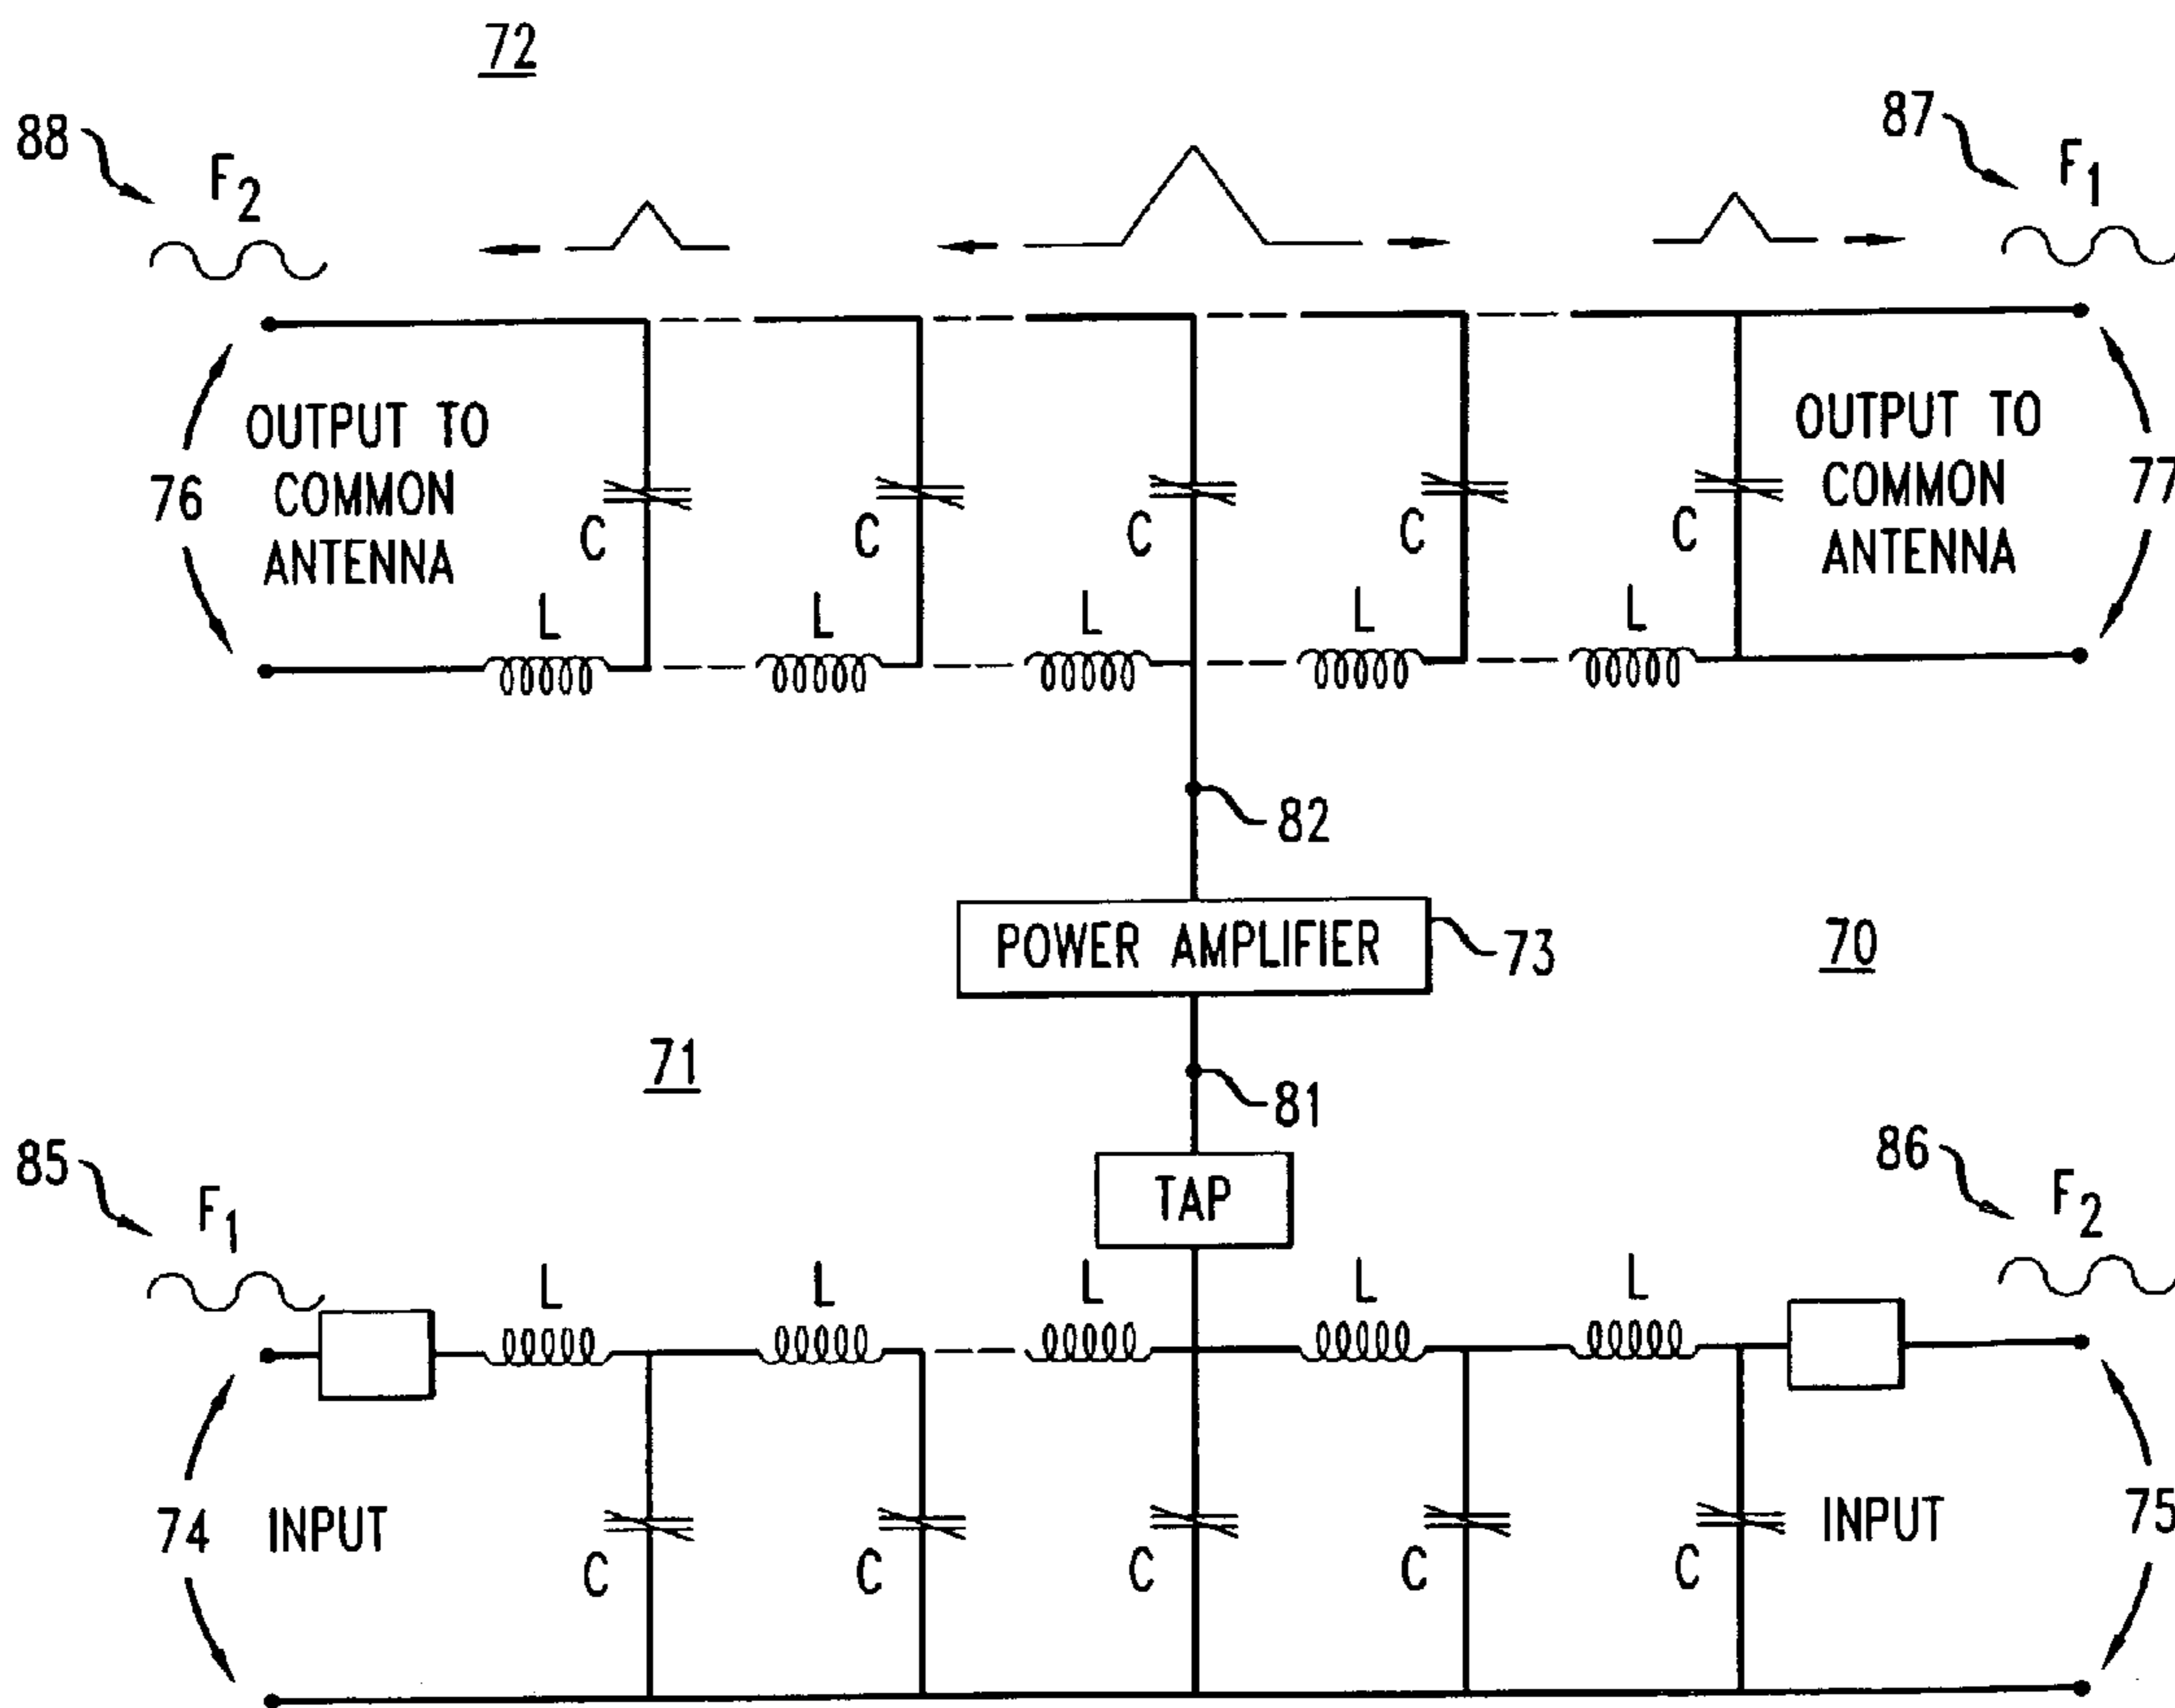 72
88
F2
87
F1
OUTPUT TO
COMMON
ANTENNA
76
C
C
C
C
C
OUTPUT TO
COMMON
ANTENNA
77
L
L
L
L
L
82
POWER AMPLIFIER
73
70
71
81
85
F1
TAP
86
F2
L
L
L
L
L
74
INPUT
C
C
C
C
C
INPUT
75